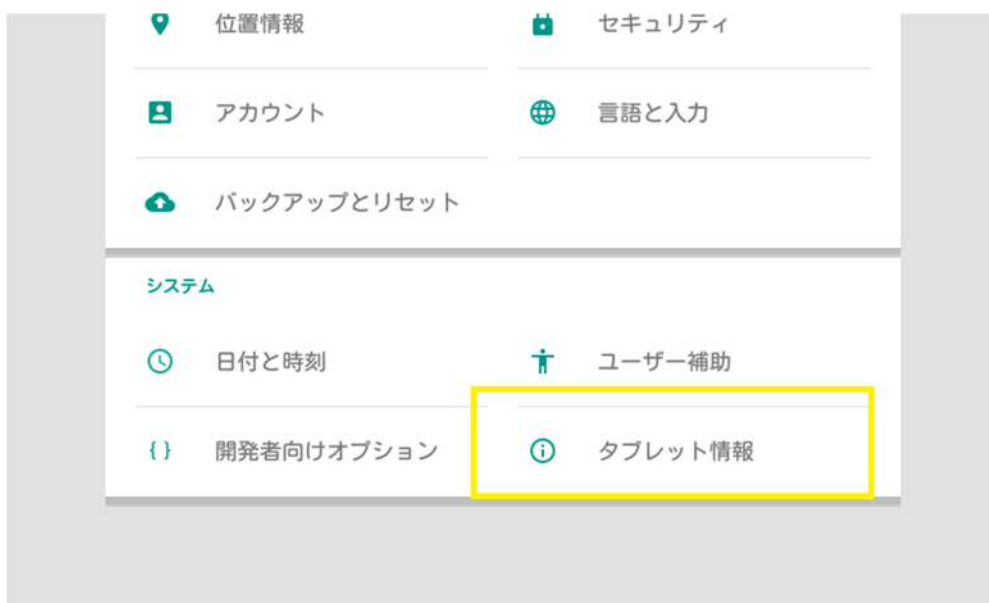 位置情報
セキュリティ
アカウント
言語と入力
バックアップとリセット
システム
日付と時刻
ユーザー補助
{ } 開発者向けオプション
タブレット情報